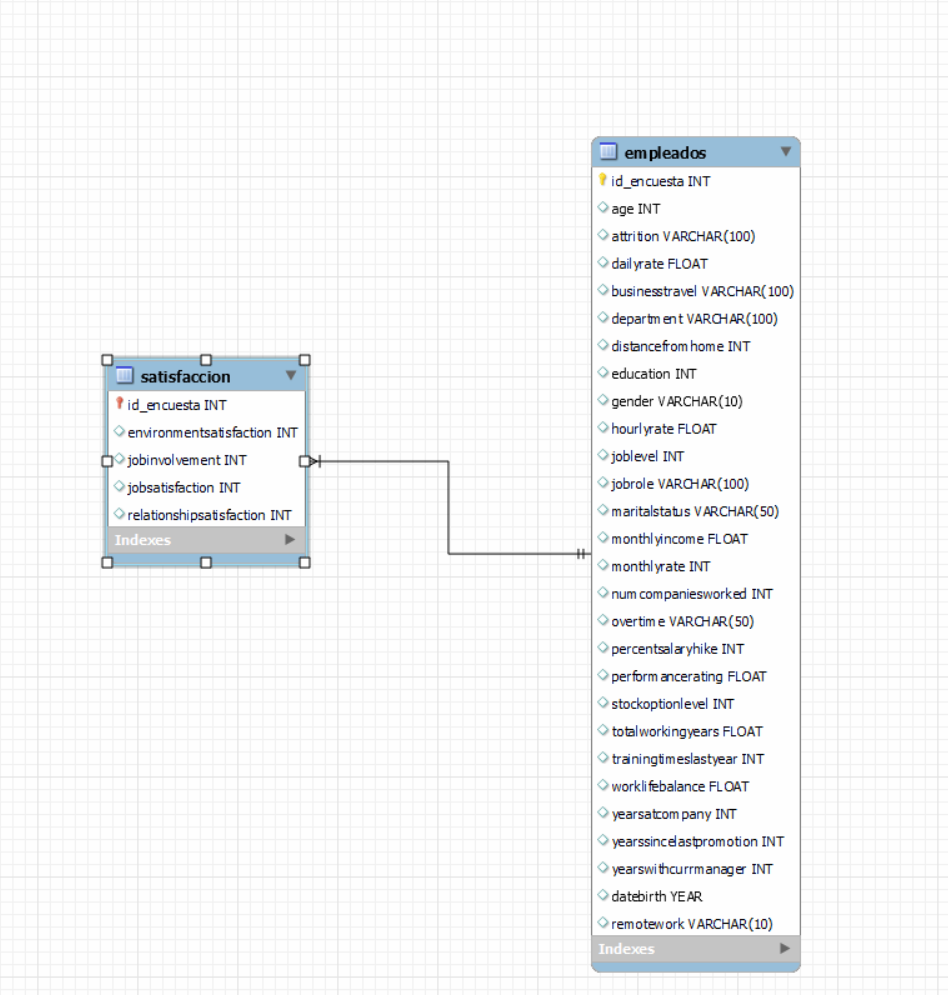 satisfaccion
id_encuesta INT
environmentsatisfaction INT
jobinvolvement INT
jobsatisfaction INT
relationshipsatisfaction INT
Indexes
empleados
id_encuesta INT
age INT
attrition VARCHAR(100)
dailyrate FLOAT
businesstravel VARCHAR(100)
department VARCHAR(100)
distancefromhome INT
education INT
gender VARCHAR(10)
hourlyrate FLOAT
joblevel INT
jobrole VARCHAR(100)
maritalstatus VARCHAR(50)
monthlyincome FLOAT
monthlyrate INT
numcompaniesworked INT
overtime VARCHAR(50)
percentsalaryhike INT
performancerating FLOAT
stockoptionlevel INT
totalworkingyears FLOAT
trainingtimeslastyear INT
worklifebalance FLOAT
yearsatcompany INT
yearssincelastpromotion INT
yearswithcurrmanager INT
datebirth YEAR
remotework VARCHAR(10)
Indexes